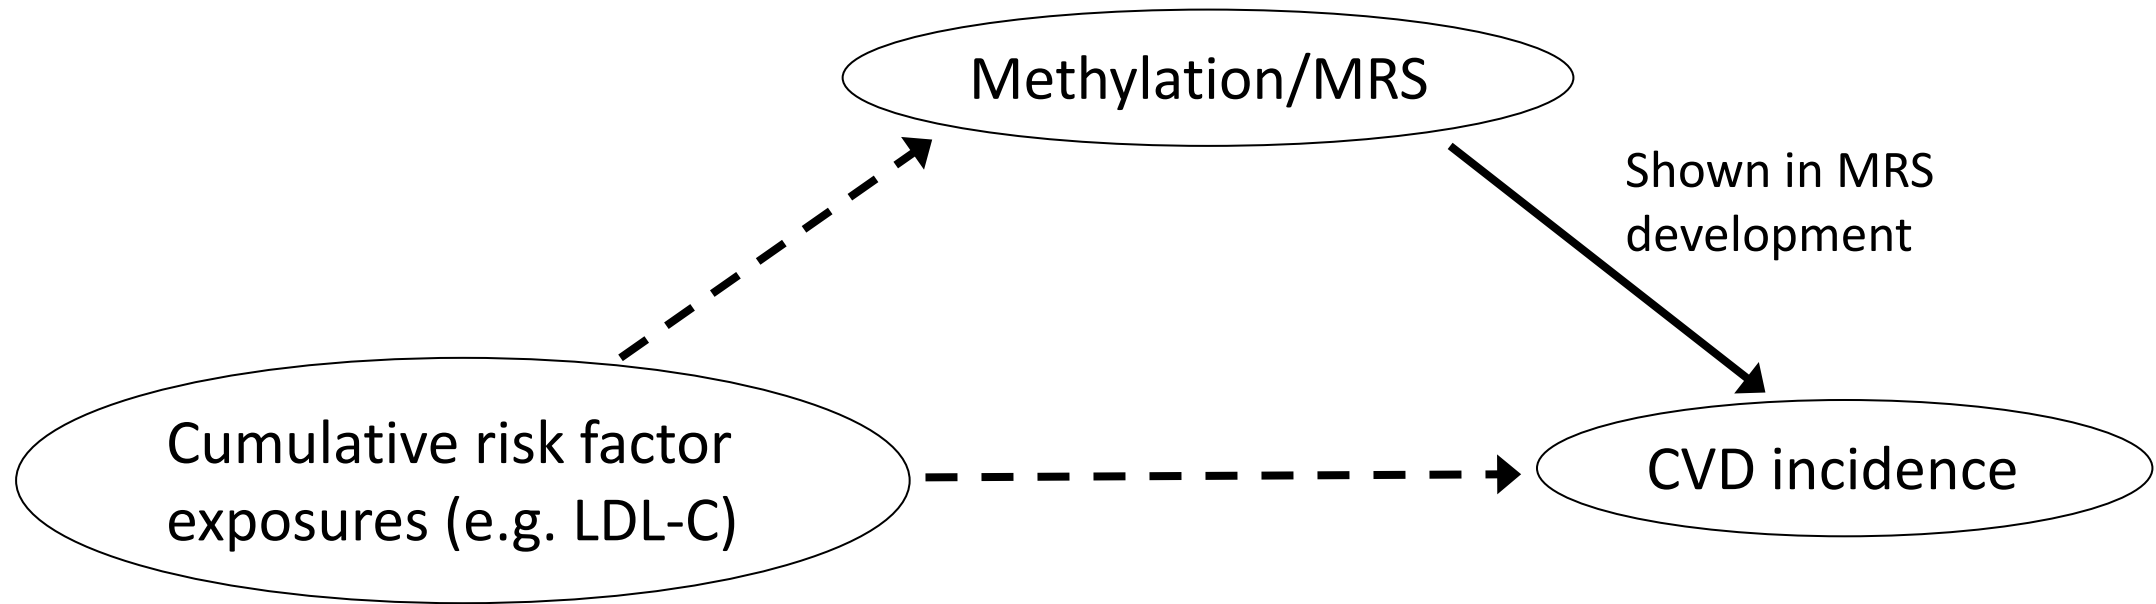 Methylation/MRS
Shown in MRS
development
Cumulative risk factor
exposures (e.g. LDL-C)
CVD incidence